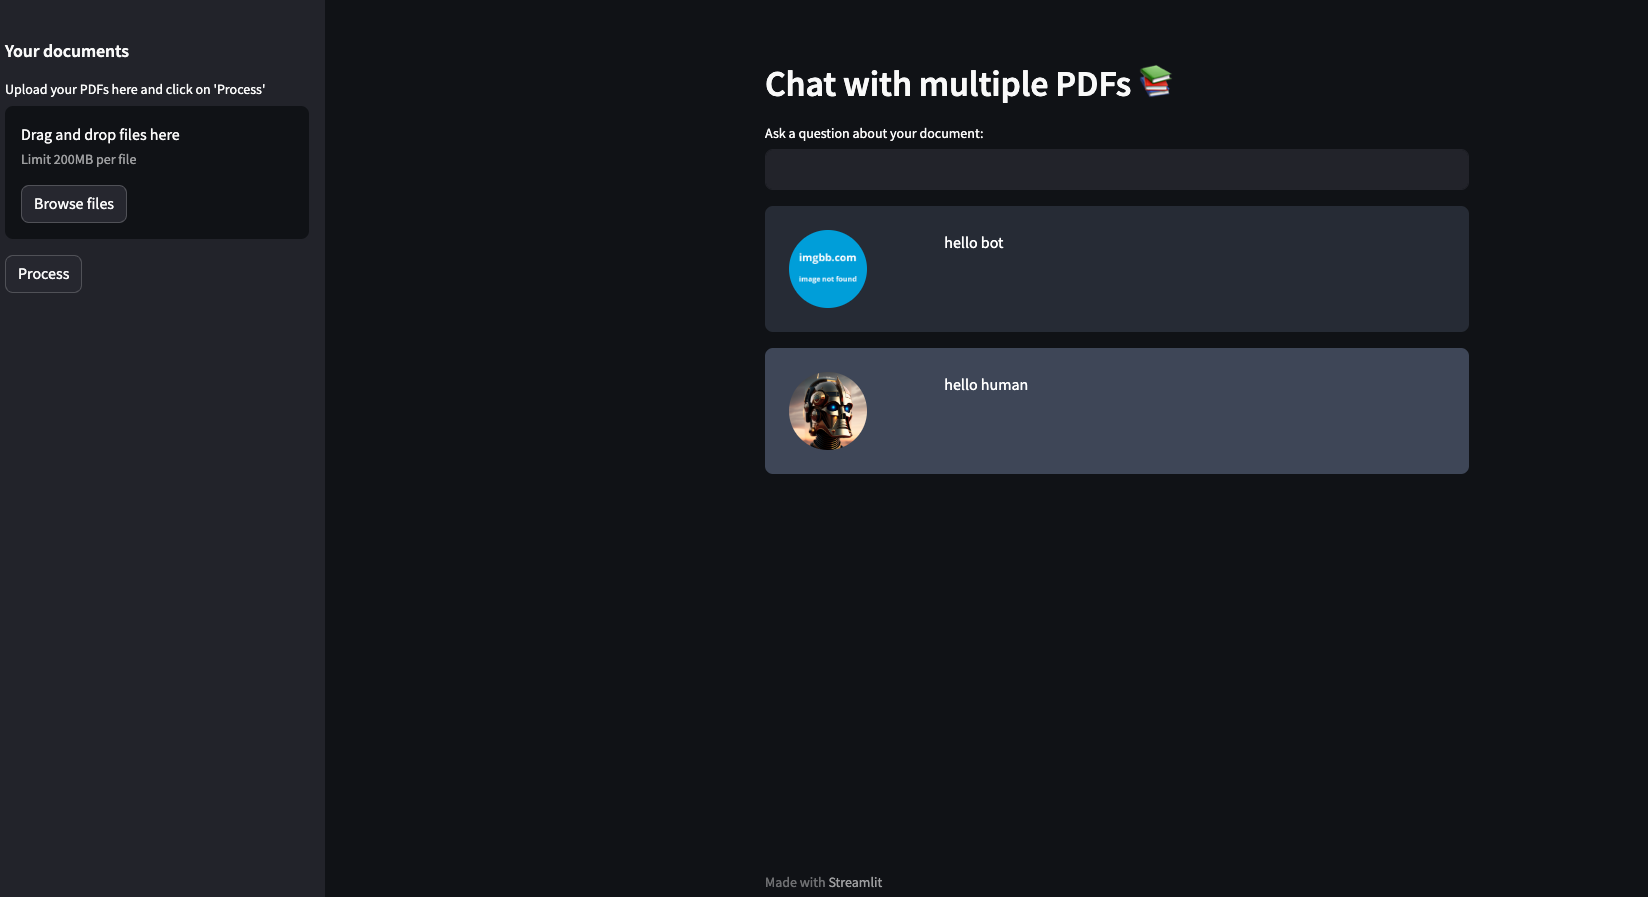 Your documents
Upload your PDFs here and click on 'Process'
Drag and drop files here
Limit 200MB per file
Browse files
Process
Chat with multiple PDFs 📚
Ask a question about your document:
imgbb.com
image not found
hello bot
hello human
Made with Streamlit